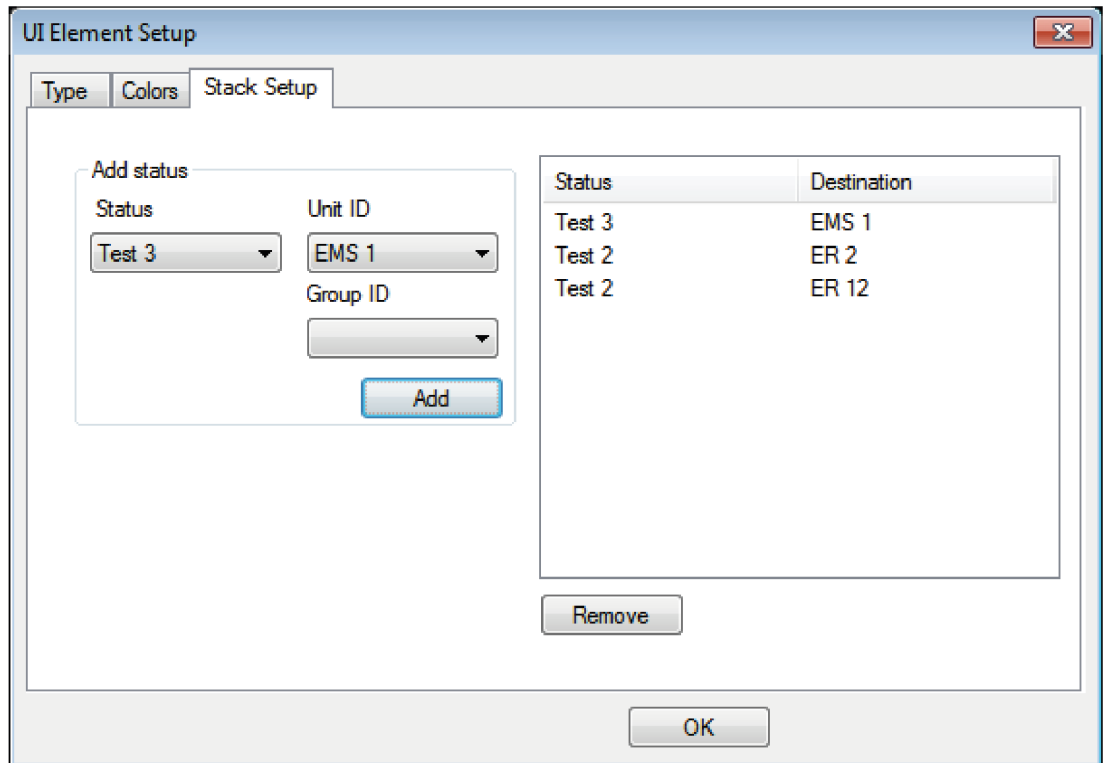 UI Element Setup
Type Colors Stack Setup
Add status
Status Unit ID
Test 3 EMS 1
Group ID
Add
Status Destination
Test 3 EMS 1
Test 2 ER 2
Test 2 ER 12
Remove
OK